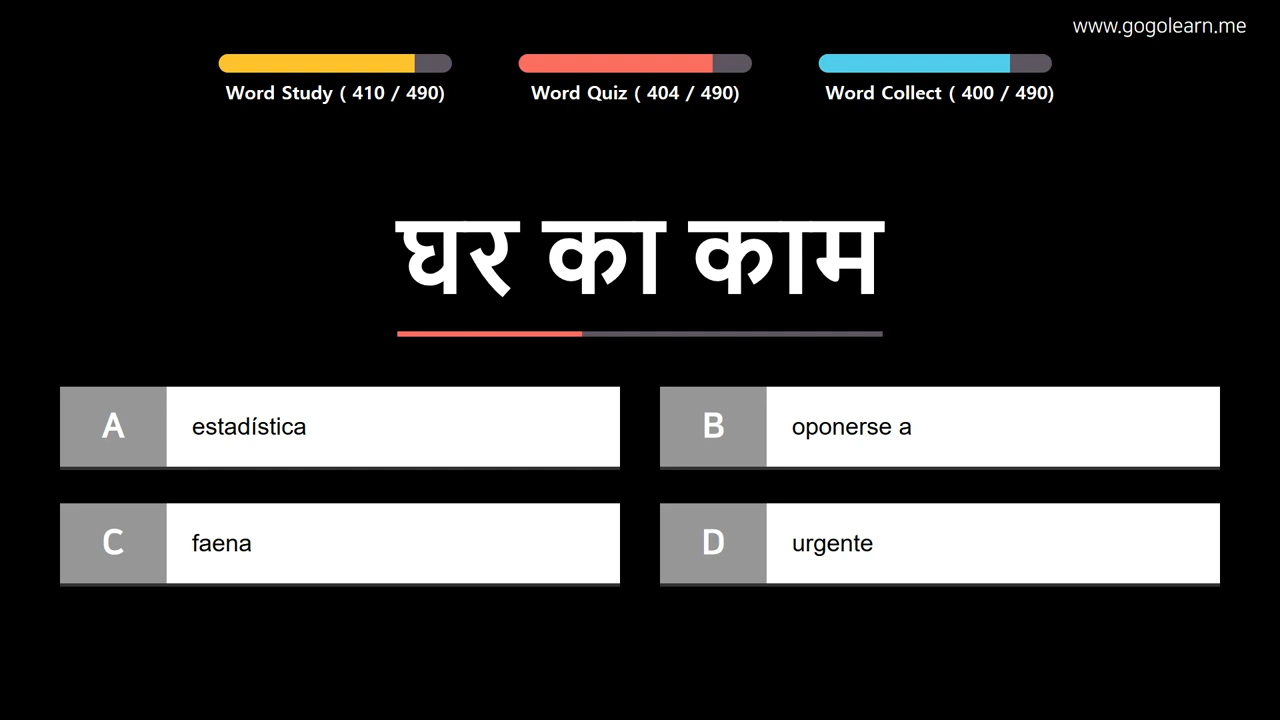 www.gogolearn.me
Word Study ( 410 / 490)
Word Quiz ( 404 / 490)
Word Collect ( 400 / 490)
घर का काम
A estadística
B oponerse a
C faena
D urgente